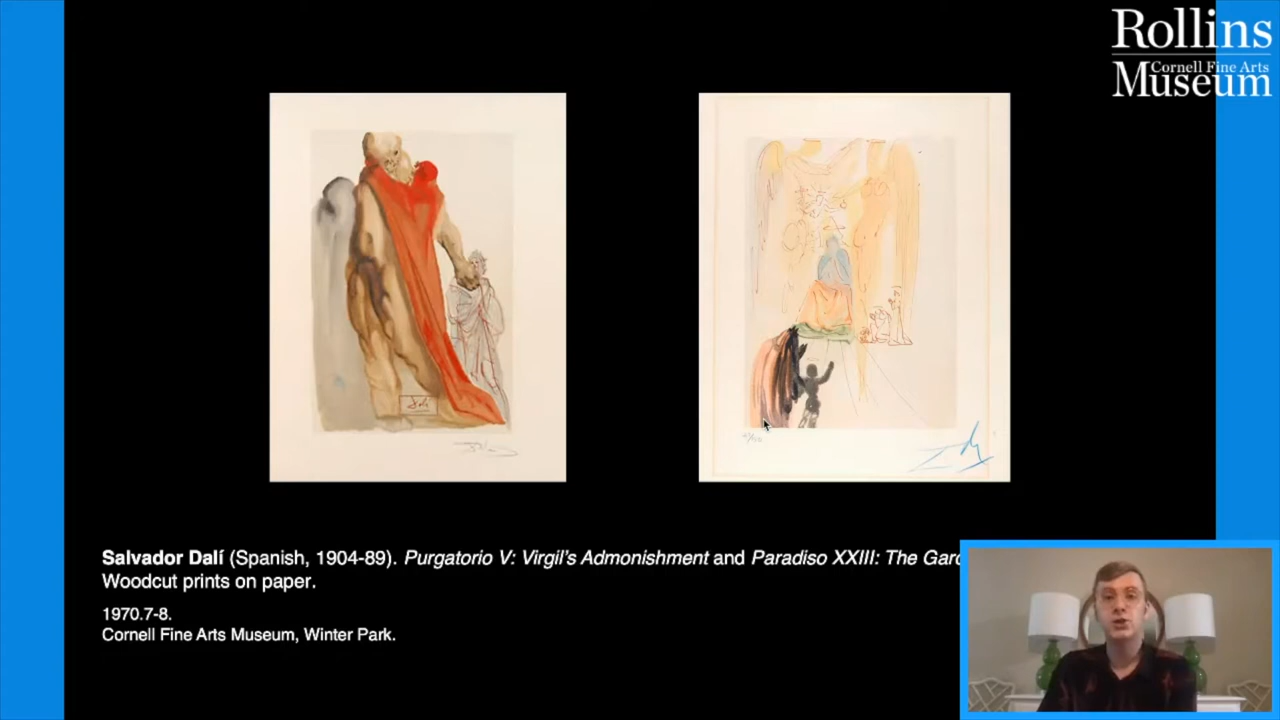 Rollins
Cornell Fine Arts
Museum
Dalí
Salvador Dalí (Spanish, 1904-89). Purgatorio V: Virgil's Admonishment and Paradiso XXIII: The Gard
Woodcut prints on paper.
1970.7-8.
Cornell Fine Arts Museum, Winter Park.